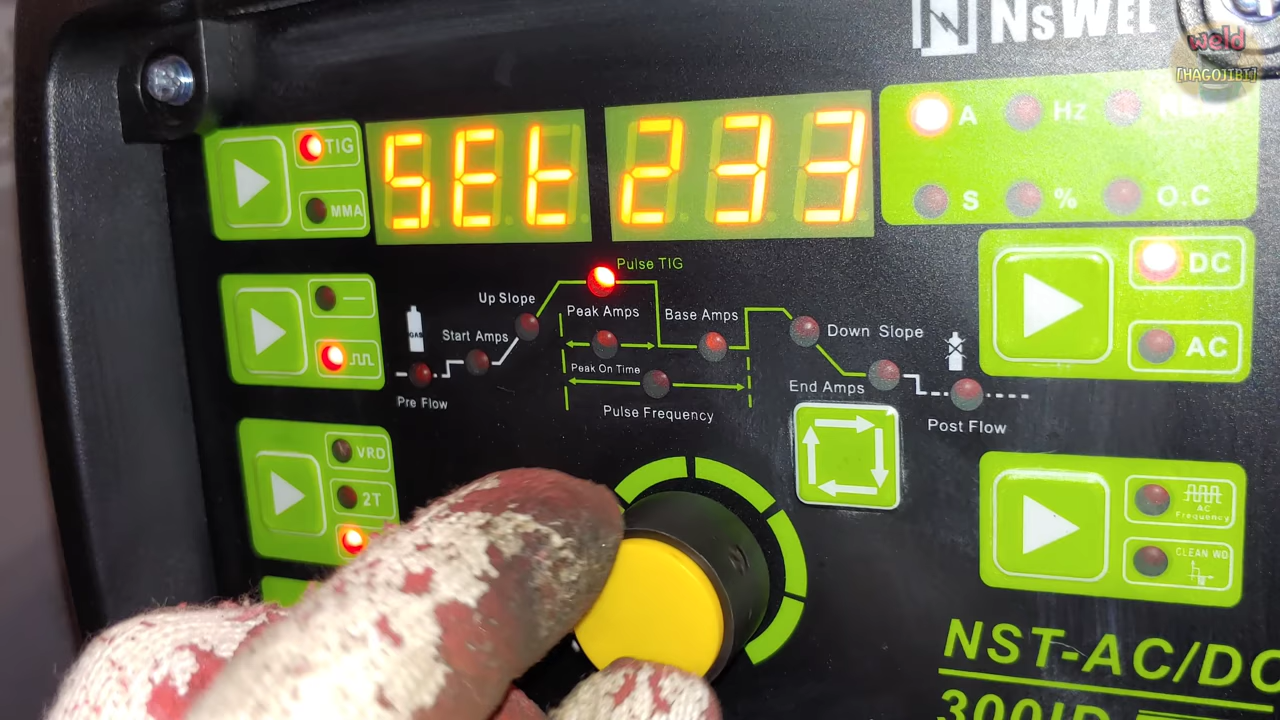 NSWEL
weld
[HAGOJIBI]
TIG
MMA
SEt 233
A
Hz
S
%
O.C
Pulse TIG
DC
AC
Up Slope
Peak Amps
Base Amps
Start Amps
GAS
Down Slope
Peak On Time
End Amps
Pre Flow
Pulse Frequency
Post Flow
VRD
2T
AC
Frequency
CLEAN WD
NST-AC/DC
300ID